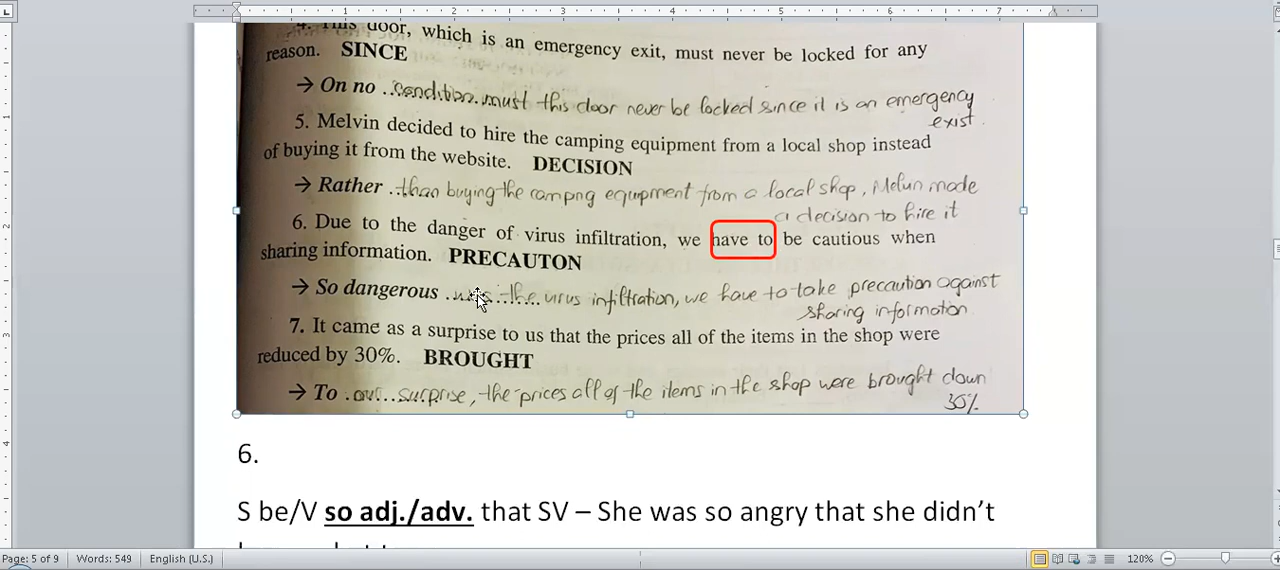 1 2 3 4 5 6 7
4. This door, which is an emergency exit, must never be locked for any
reason. SINCE
→ On no ..condition..must this door never be locked since it is an emergency
exist.
5. Melvin decided to hire the camping equipment from a local shop instead
of buying it from the website. DECISION
→ Rather ..than buying the campng equipment from a local shop, Melvin made
a decision to hire it
6. Due to the danger of virus infiltration, we have to be cautious when
sharing information. PRECAUTON
→ So dangerous ... the virus infiltration, we have to take precaution against
sharing information
7. It came as a surprise to us that the prices all of the items in the shop were
reduced by 30%. BROUGHT
→ To .our...surprise, the prices all of the items in the shop were brought down
30%
6.
S be/V so adj./adv. that SV – She was so angry that she didn't
Page: 5 of 9 Words: 549 English (U.S.) 120%